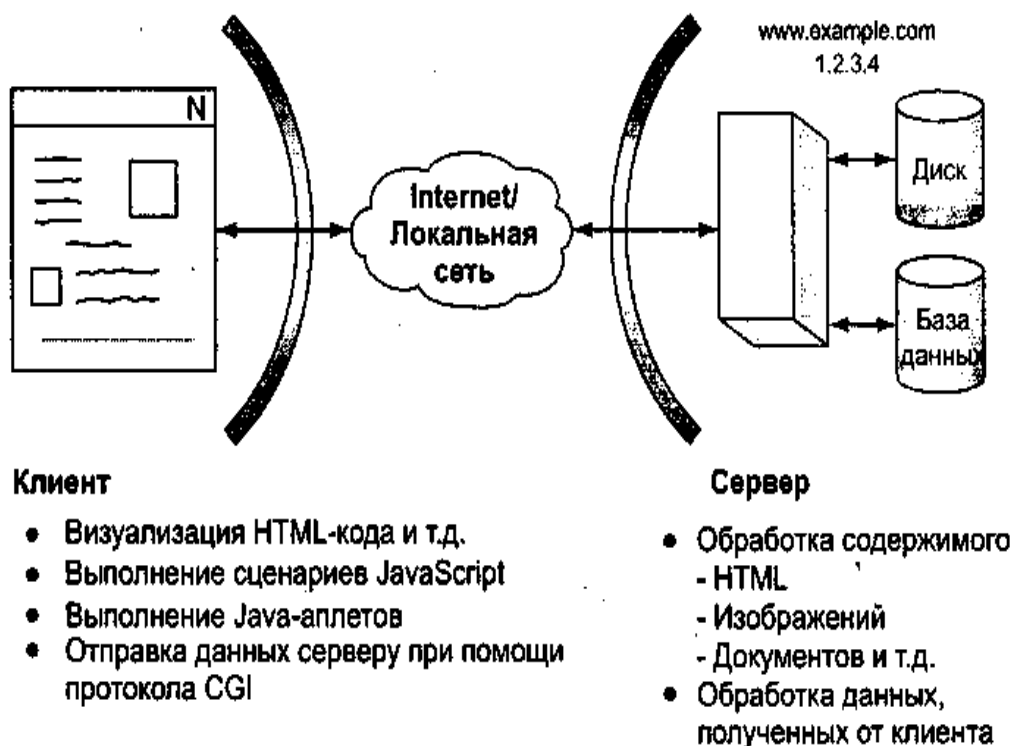 www.example.com
1.2.3.4
N
Internet/
Локальная
сеть
Диск
База
данных
Клиент
● Визуализация HTML-кода и т.д.
● Выполнение сценариев JavaScript
● Выполнение Java-апплетов
● Отправка данных серверу при помощи
протокола CGI
Сервер
● Обработка содержимого
- HTML
- Изображений
- Документов и т.д.
● Обработка данных,
полученных от клиента